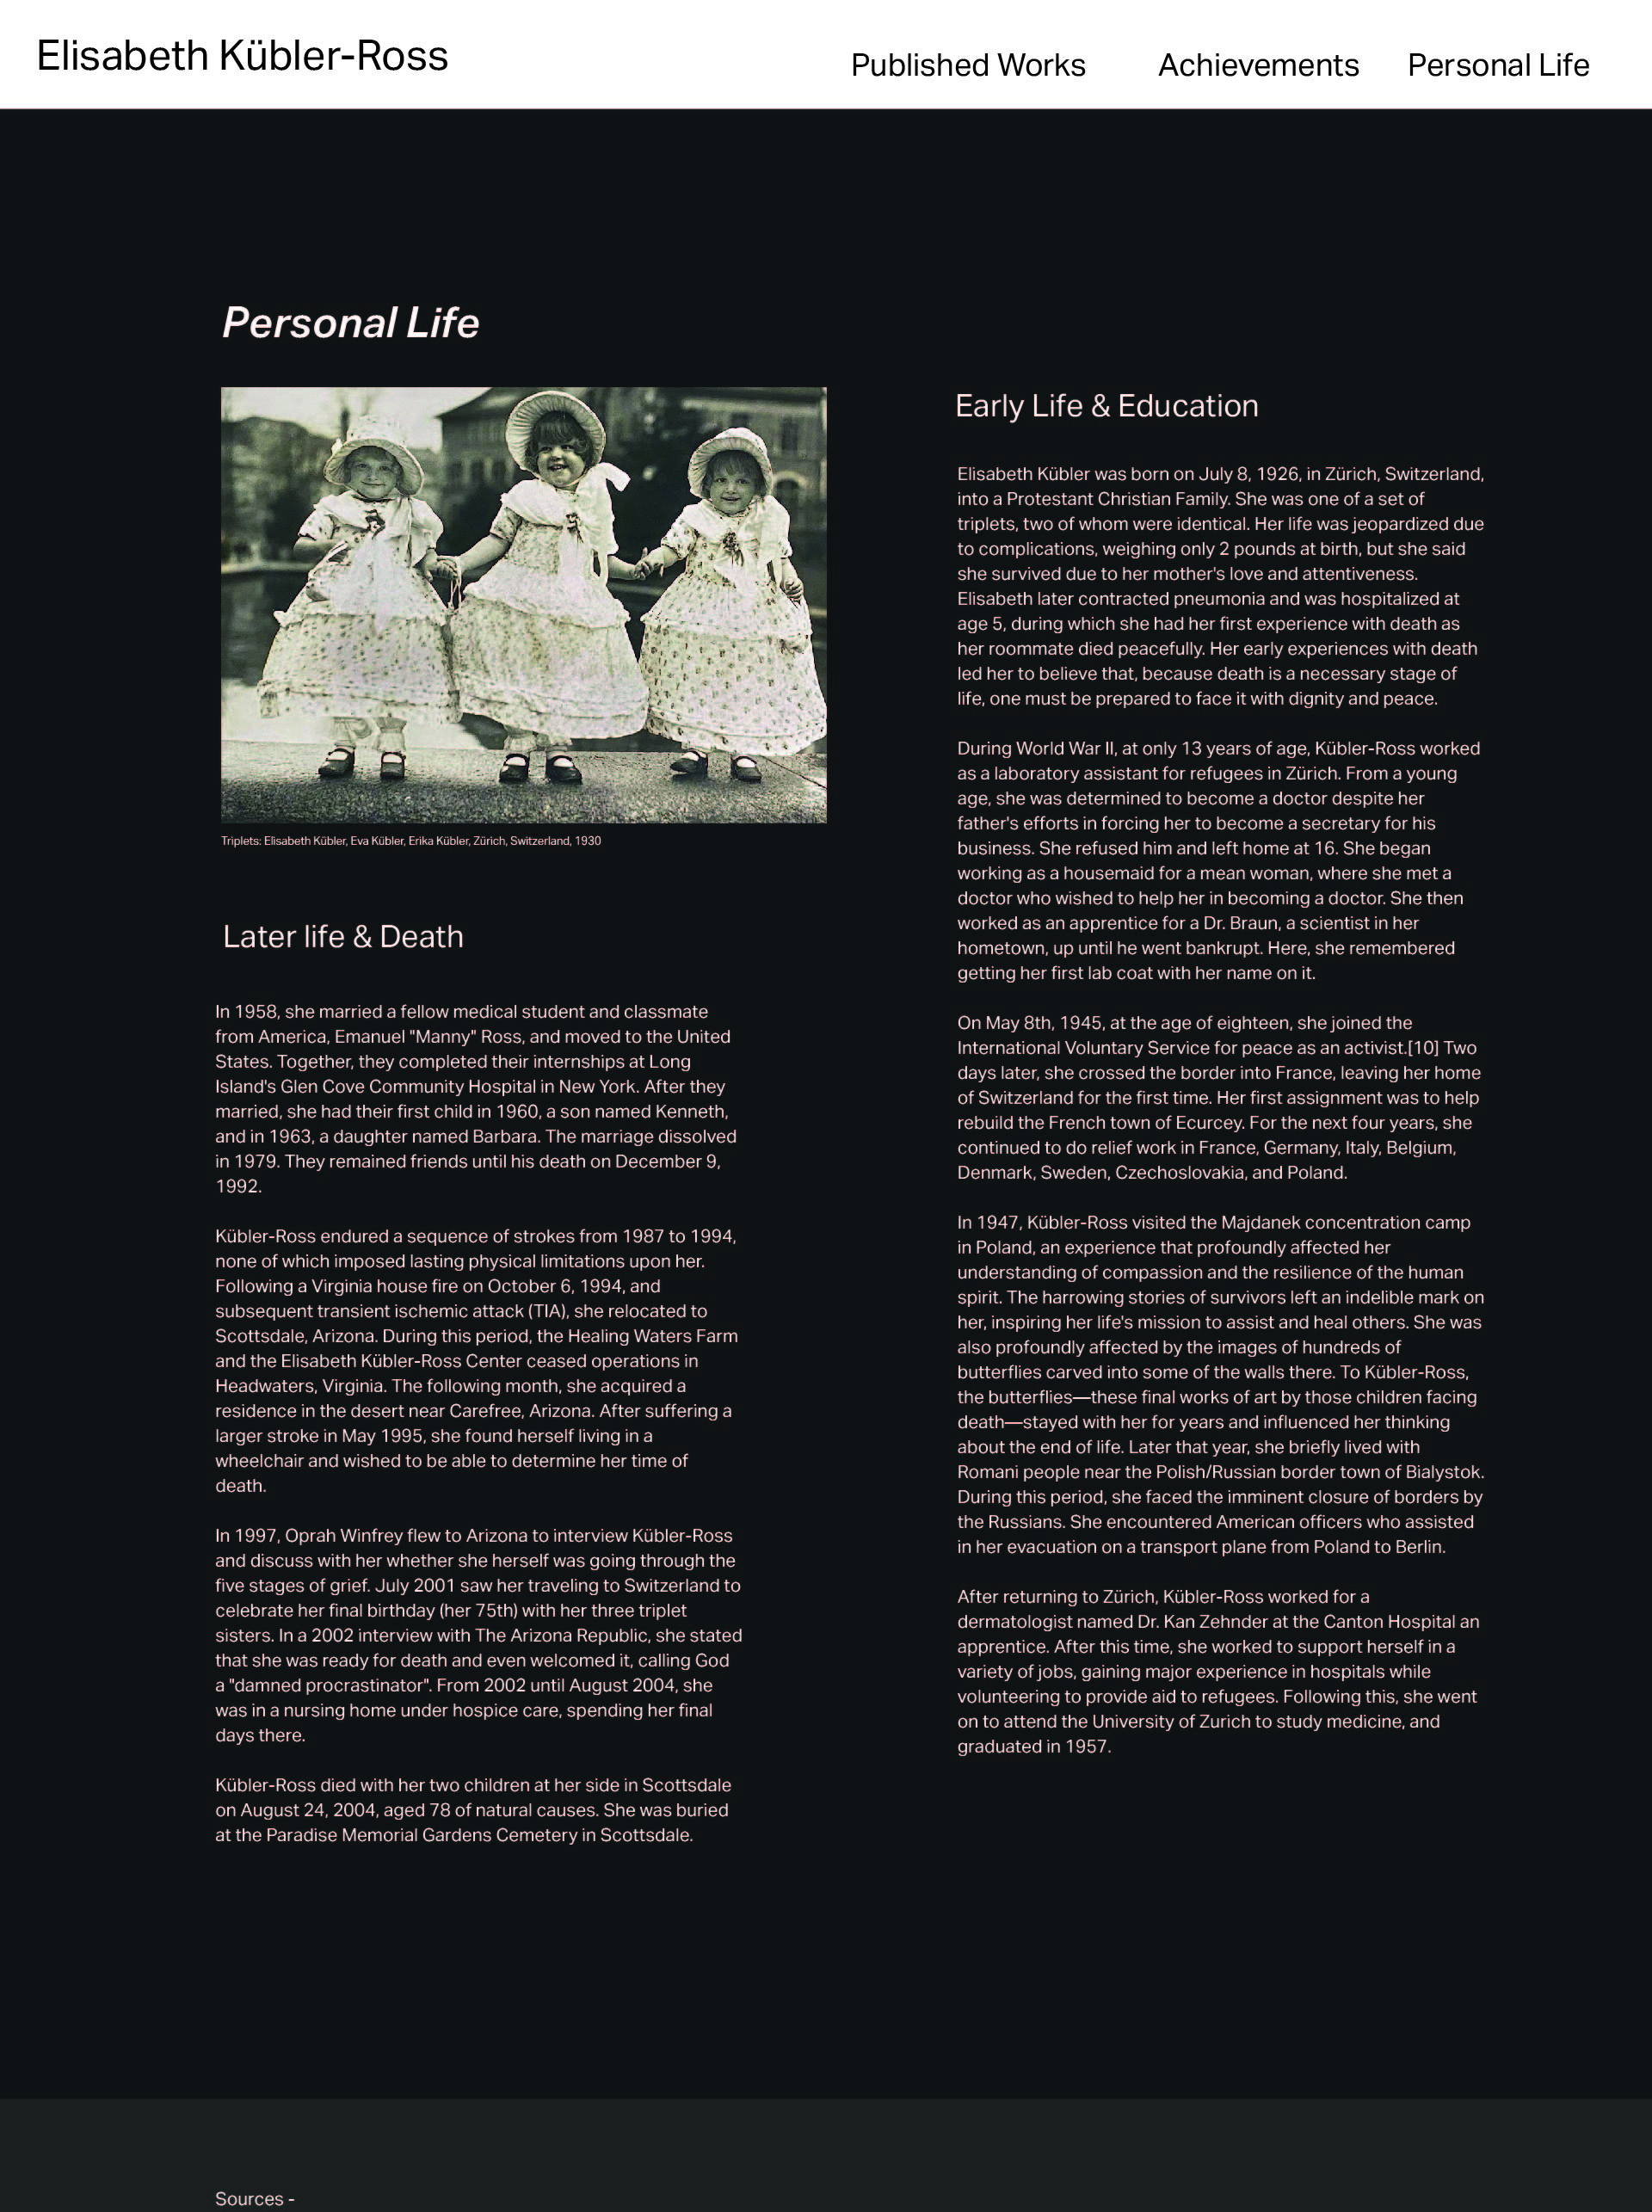 Elisabeth Kübler-Ross
Published Works
Achievements
Personal Life
Personal Life
Triplets: Elisabeth Kübler, Eva Kübler, Erika Kübler, Zürich, Switzerland, 1930
Later life & Death
In 1958, she married a fellow medical student and classmate
from America, Emanuel "Manny" Ross, and moved to the United
States. Together, they completed their internships at Long
Island's Glen Cove Community Hospital in New York. After they
married, she had their first child in 1960, a son named Kenneth,
and in 1963, a daughter named Barbara. The marriage dissolved
in 1979. They remained friends until his death on December 9,
1992.
Kübler-Ross endured a sequence of strokes from 1987 to 1994,
none of which imposed lasting physical limitations upon her.
Following a Virginia house fire on October 6, 1994, and
subsequent transient ischemic attack (TIA), she relocated to
Scottsdale, Arizona. During this period, the Healing Waters Farm
and the Elisabeth Kübler-Ross Center ceased operations in
Headwaters, Virginia. The following month, she acquired a
residence in the desert near Carefree, Arizona. After suffering a
larger stroke in May 1995, she found herself living in a
wheelchair and wished to be able to determine her time of
death.
In 1997, Oprah Winfrey flew to Arizona to interview Kübler-Ross
and discuss with her whether she herself was going through the
five stages of grief. July 2001 saw her traveling to Switzerland to
celebrate her final birthday (her 75th) with her three triplet
sisters. In a 2002 interview with The Arizona Republic, she stated
that she was ready for death and even welcomed it, calling God
a "damned procrastinator". From 2002 until August 2004, she
was in a nursing home under hospice care, spending her final
days there.
Kübler-Ross died with her two children at her side in Scottsdale
on August 24, 2004, aged 78 of natural causes. She was buried
at the Paradise Memorial Gardens Cemetery in Scottsdale.
Early Life & Education
Elisabeth Kübler was born on July 8, 1926, in Zürich, Switzerland,
into a Protestant Christian Family. She was one of a set of
triplets, two of whom were identical. Her life was jeopardized due
to complications, weighing only 2 pounds at birth, but she said
she survived due to her mother's love and attentiveness.
Elisabeth later contracted pneumonia and was hospitalized at
age 5, during which she had her first experience with death as
her roommate died peacefully. Her early experiences with death
led her to believe that, because death is a necessary stage of
life, one must be prepared to face it with dignity and peace.
During World War II, at only 13 years of age, Kübler-Ross worked
as a laboratory assistant for refugees in Zürich. From a young
age, she was determined to become a doctor despite her
father's efforts in forcing her to become a secretary for his
business. She refused him and left home at 16. She began
working as a housemaid for a mean woman, where she met a
doctor who wished to help her in becoming a doctor. She then
worked as an apprentice for a Dr. Braun, a scientist in her
hometown, up until he went bankrupt. Here, she remembered
getting her first lab coat with her name on it.
On May 8th, 1945, at the age of eighteen, she joined the
International Voluntary Service for peace as an activist.[10] Two
days later, she crossed the border into France, leaving her home
of Switzerland for the first time. Her first assignment was to help
rebuild the French town of Ecurcey. For the next four years, she
continued to do relief work in France, Germany, Italy, Belgium,
Denmark, Sweden, Czechoslovakia, and Poland.
In 1947, Kübler-Ross visited the Majdanek concentration camp
in Poland, an experience that profoundly affected her
understanding of compassion and the resilience of the human
spirit. The harrowing stories of survivors left an indelible mark on
her, inspiring her life's mission to assist and heal others. She was
also profoundly affected by the images of hundreds of
butterflies carved into some of the walls there. To Kübler-Ross,
the butterflies—these final works of art by those children facing
death—stayed with her for years and influenced her thinking
about the end of life. Later that year, she briefly lived with
Romani people near the Polish/Russian border town of Bialystok.
During this period, she faced the imminent closure of borders by
the Russians. She encountered American officers who assisted
in her evacuation on a transport plane from Poland to Berlin.
After returning to Zürich, Kübler-Ross worked for a
dermatologist named Dr. Kan Zehnder at the Canton Hospital an
apprentice. After this time, she worked to support herself in a
variety of jobs, gaining major experience in hospitals while
volunteering to provide aid to refugees. Following this, she went
on to attend the University of Zurich to study medicine, and
graduated in 1957.
Sources -